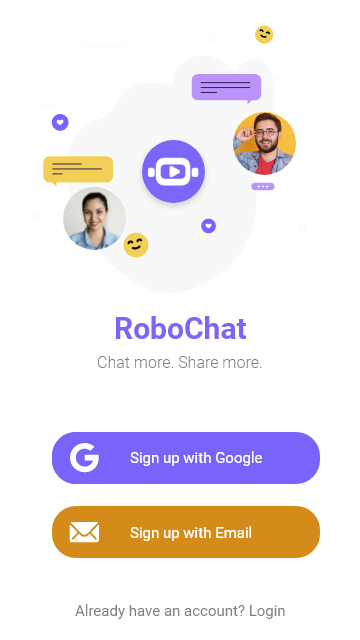 RoboChat
Chat more. Share more.
Sign up with Google
Sign up with Email
Already have an account? Login